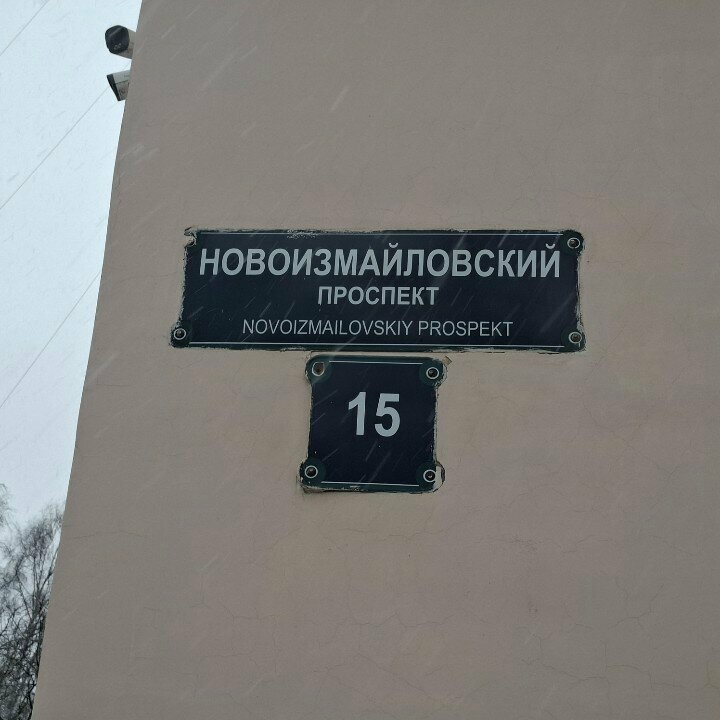 НОВОИЗМАЙЛОВСКИЙ
ПРОСПЕКТ
NOVOIZMAILOVSKIY PROSPEKT
15